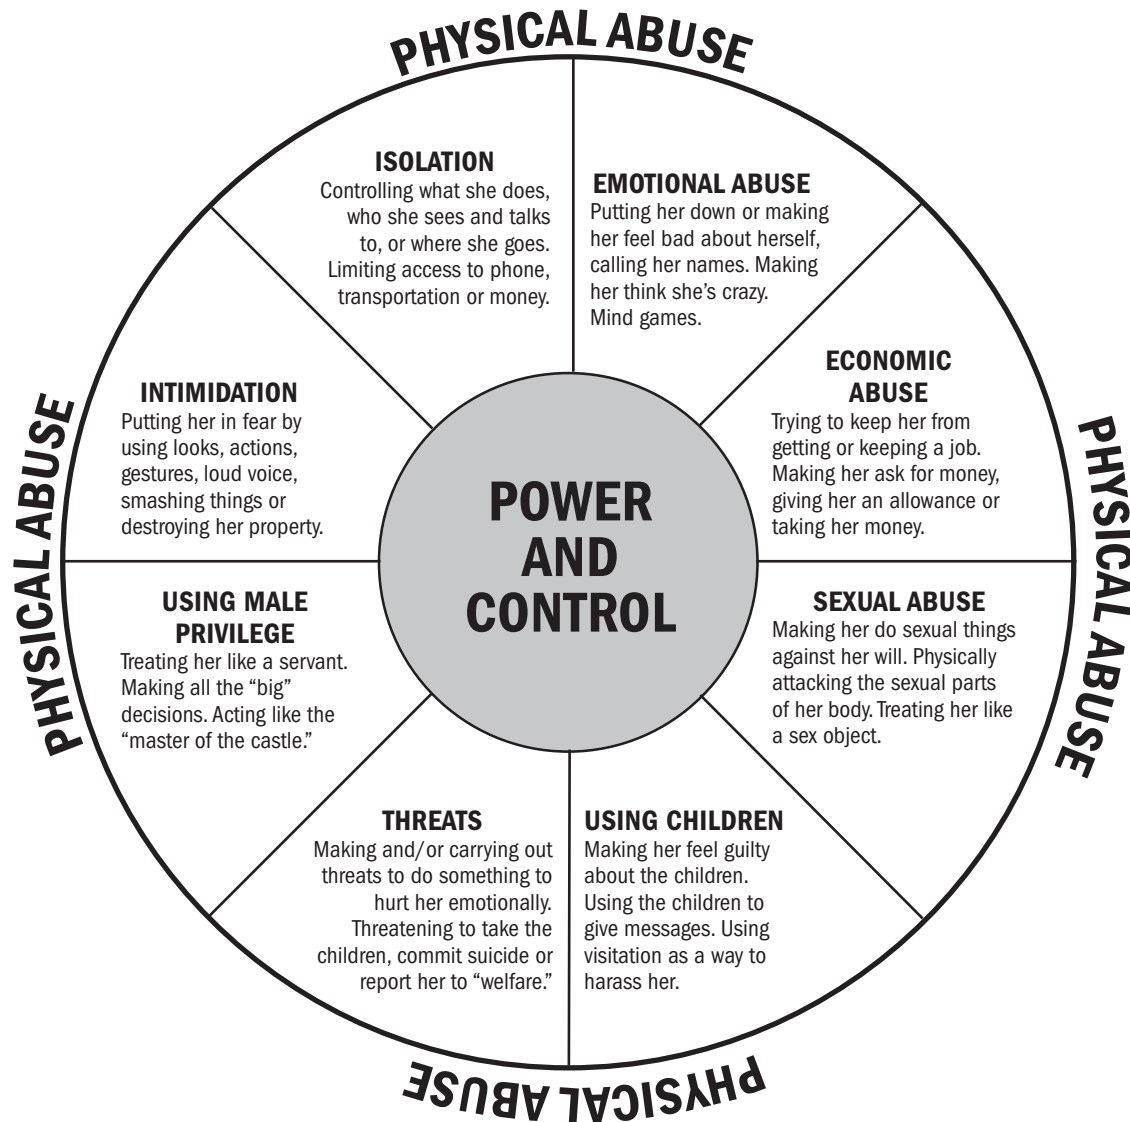 PHYSICAL ABUSE
ISOLATION
Controlling what she does,
who she sees and talks
to, or where she goes.
Limiting access to phone,
transportation or money.
EMOTIONAL ABUSE
Putting her down or making
her feel bad about herself,
calling her names. Making
her think she’s crazy.
Mind games.
ECONOMIC
ABUSE
Trying to keep her from
getting or keeping a job.
Making her ask for money,
giving her an allowance or
taking her money.
PHYSICAL ABUSE
SEXUAL ABUSE
Making her do sexual things
against her will. Physically
attacking the sexual parts
of her body. Treating her like
a sex object.
USING CHILDREN
Making her feel guilty
about the children.
Using the children to
give messages. Using
visitation as a way to
harass her.
PHYSICAL ABUSE
THREATS
Making and/or carrying out
threats to do something to
hurt her emotionally.
Threatening to take the
children, commit suicide or
report her to “welfare.”
USING MALE
PRIVILEGE
Treating her like a servant.
Making all the “big”
decisions. Acting like the
“master of the castle.”
PHYSICAL ABUSE
INTIMIDATION
Putting her in fear by
using looks, actions,
gestures, loud voice,
smashing things or
destroying her property.
POWER
AND
CONTROL